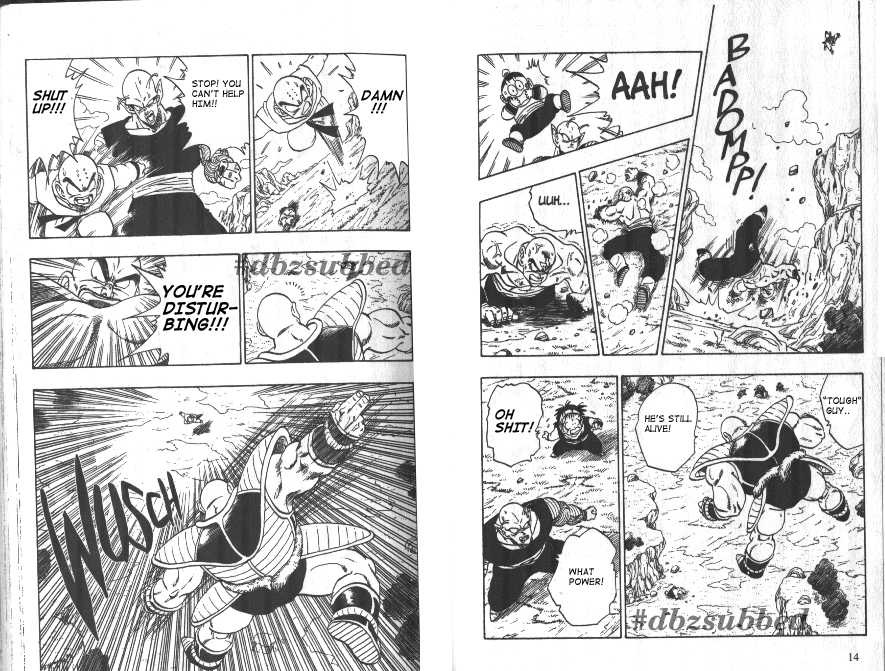 BADOMPP!
AAH!
UUH...
"TOUGH"
GUY..
HE'S STILL
ALIVE!
OH
SHIT!
WHAT
POWER!
#dbzsubbed
14
DAMN
!!!
STOP! YOU
CAN'T HELP
HIM!!
SHUT
UP!!!
#dbzsubbed
YOU'RE
DISTUR-
BING!!!
WUSCH